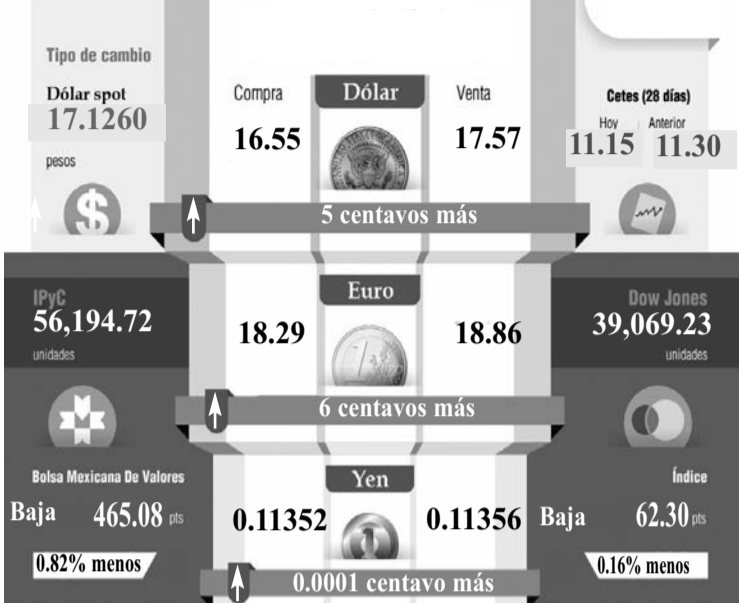 Tipo de cambio
Dólar spot
17.1260
pesos
$
Compra
16.55
Dólar
Venta
17.57
5 centavos más
Cetes (28 días)
Hoy Anterior
11.15 11.30
IPyC
56,194.72
unidades
Bolsa Mexicana De Valores
Baja 465.08 pts
0.82% menos
Euro
18.29 18.86
1 EURO
6 centavos más
Yen
0.11352 0.11356
0.0001 centavo más
Dow Jones
39,069.23
unidades
Índice
Baja 62.30 pts
0.16% menos